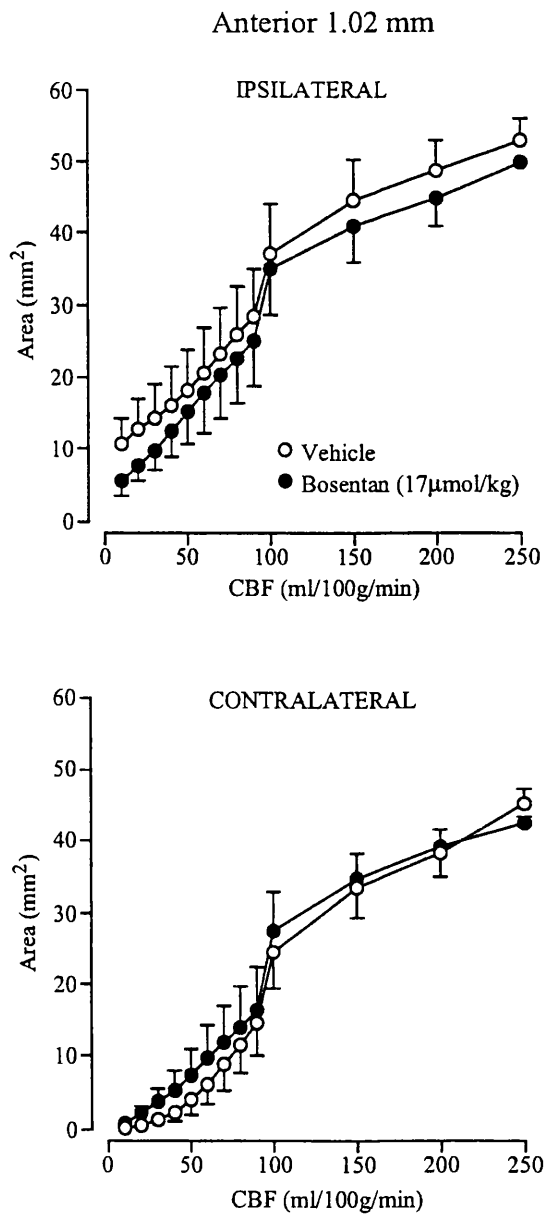 Anterior 1.02 mm
IPSILATERAL
60
50
40
30
20
10
0
Area (mm²)
Vehicle
Bosentan (17μmol/kg)
0 50 100 150 200 250
CBF (ml/100g/min)
CONTRALATERAL
60
50
40
30
20
10
0
Area (mm²)
0 50 100 150 200 250
CBF (ml/100g/min)